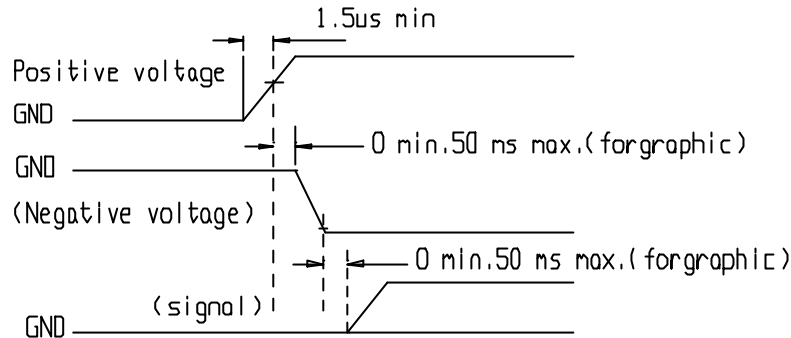 1.5us min
Positive voltage
GND
0 min.50 ms max.(forgraphic)
GND
(Negative voltage)
0 min.50 ms max.(forgraphic)
(signal)
GND